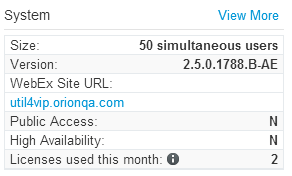 System View More
Size: 50 simultaneous users
Version: 2.5.0.1788.B-AE
WebEx Site URL:
util4vip.orionqa.com
Public Access: N
High Availability: N
Licenses used this month: 2